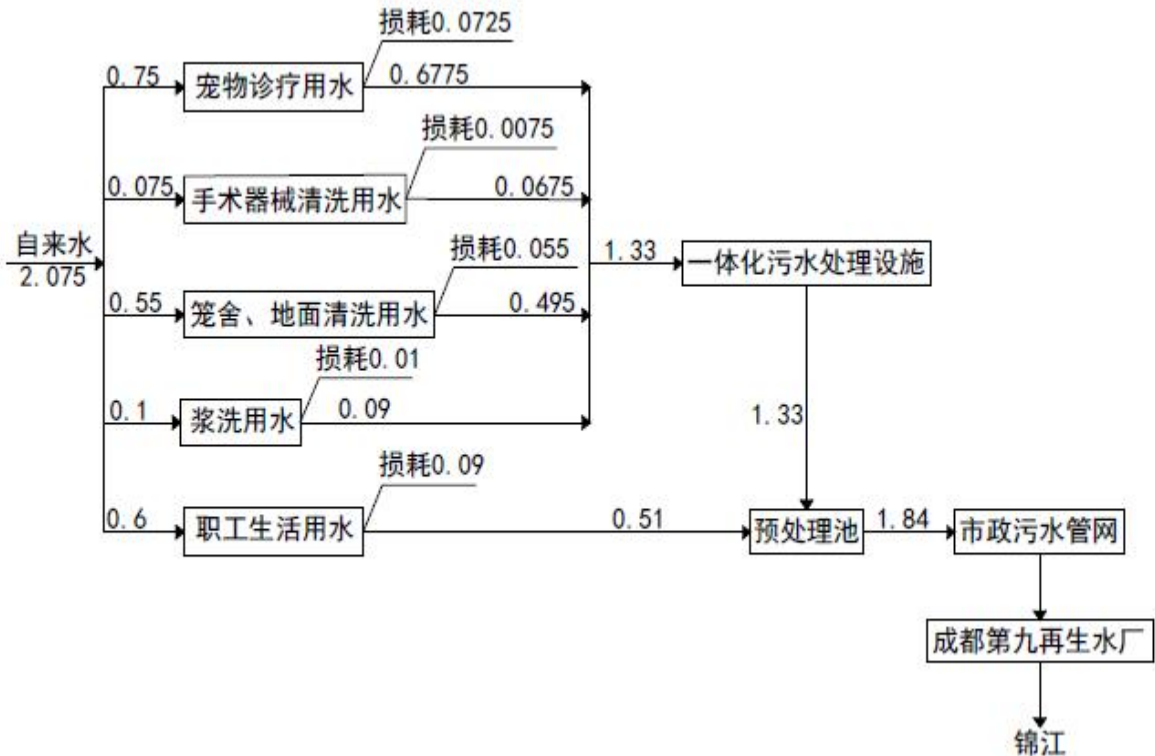 损耗0.0725
0.75
宠物诊疗用水
0.6775
损耗0.0075
0.075
手术器械清洗用水
0.0675
自来水
2.075
损耗0.055
0.55
笼舍、地面清洗用水
0.495
1.33
一体化污水处理设施
损耗0.01
0.1
浆洗用水
0.09
1.33
损耗0.09
0.6
职工生活用水
0.51
预处理池
1.84
市政污水管网
成都第九再生水厂
锦江